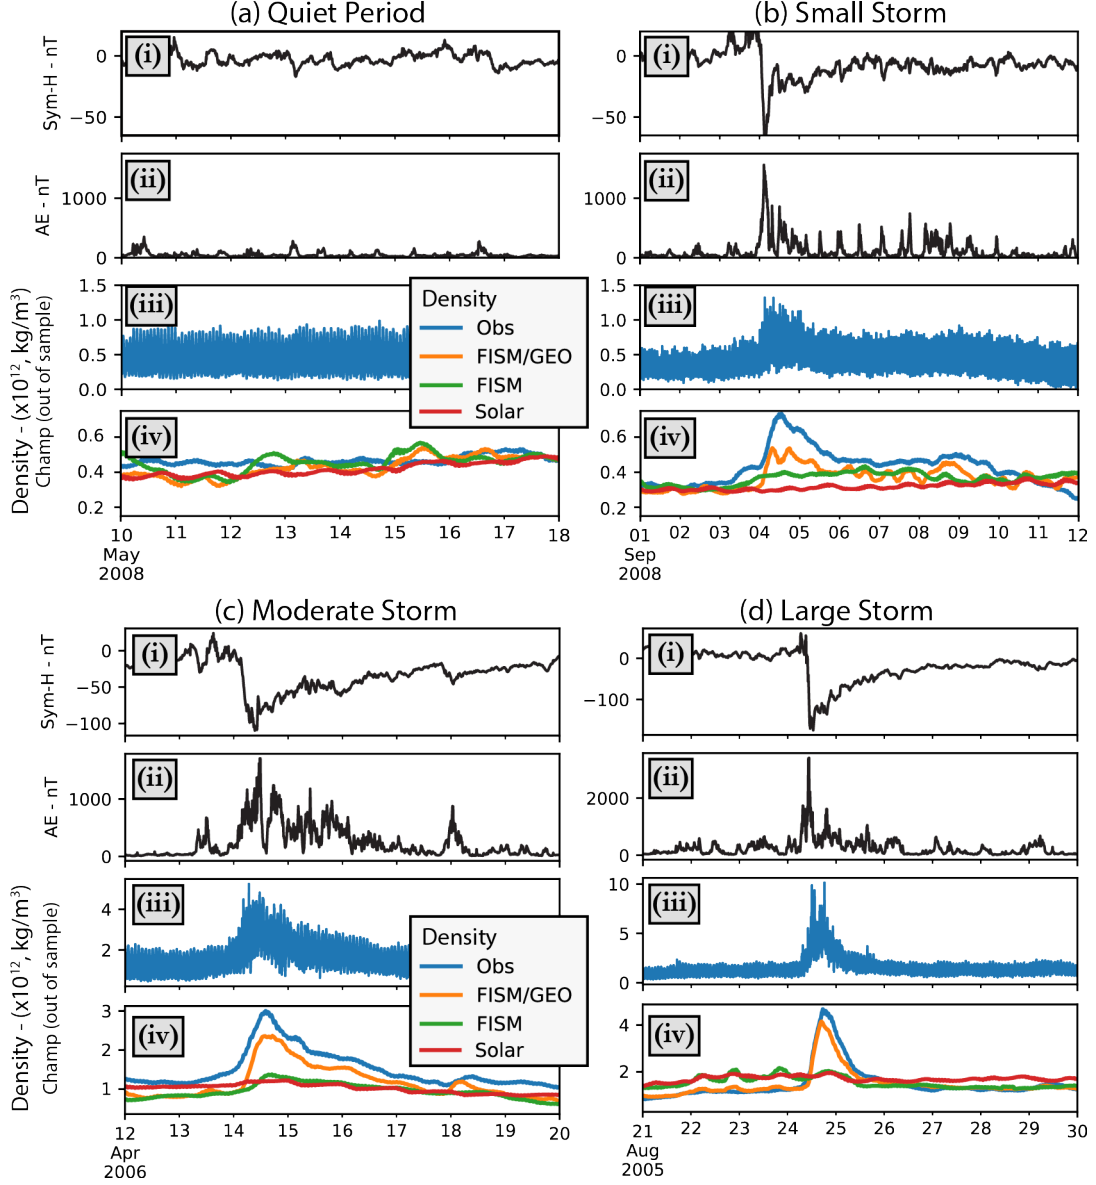 (a) Quiet Period
(b) Small Storm
Sym-H - nT
0
−50
(i)
0
−50
(i)
AE - nT
1000
0
(ii)
1000
0
(ii)
Density - (x10¹², kg/m³)
Champ (out of sample)
1.5
1.0
0.5
0.0
(iii)
1.5
1.0
0.5
0.0
(iii)
Density
Obs
FISM/GEO
FISM
Solar
0.6
0.4
0.2
(iv)
0.6
0.4
0.2
(iv)
10 11 12 13 14 15 16 17 18
May
2008
01 02 03 04 05 06 07 08 09 10 11 12
Sep
2008
(c) Moderate Storm
(d) Large Storm
Sym-H - nT
0
−50
−100
(i)
0
−100
(i)
AE - nT
1000
0
(ii)
2000
0
(ii)
Density - (x10¹², kg/m³)
Champ (out of sample)
4
2
(iii)
10
5
0
(iii)
Density
Obs
FISM/GEO
FISM
Solar
3
2
1
(iv)
4
2
(iv)
12 13 14 15 16 17 18 19 20
Apr
2006
21 22 23 24 25 26 27 28 29 30
Aug
2005